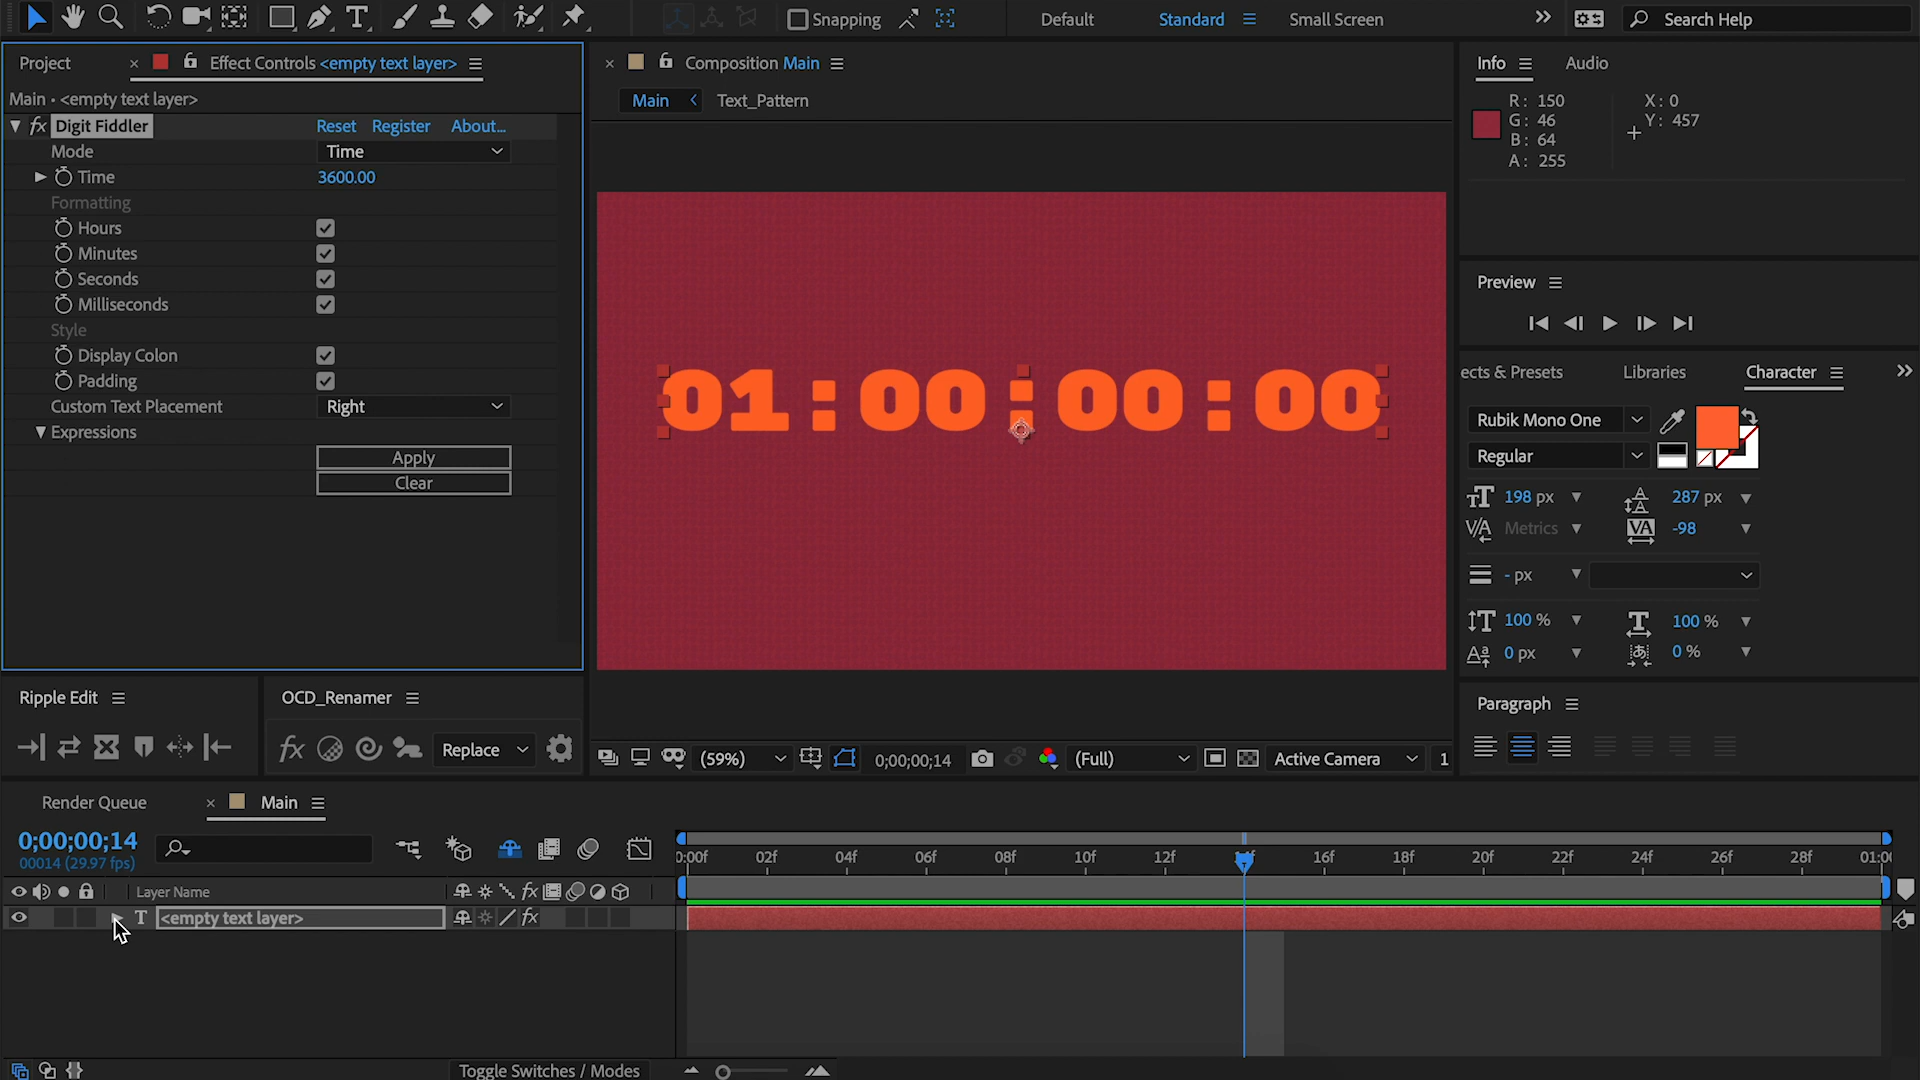 Snapping
Default
Standard
Small Screen
Search Help
Project
Effect Controls <empty text layer>
Composition Main
Info
Audio
Main • <empty text layer>
Main
Text_Pattern
R: 150
G: 46
B: 64
A: 255
X: 0
Y: 457
fx Digit Fiddler
Reset
Register
About...
Mode
Time
Time
3600.00
Formatting
Hours
Minutes
Seconds
Milliseconds
Style
Display Colon
Padding
Custom Text Placement
Right
Expressions
Apply
Clear
01:00:00:00
Preview
ects & Presets
Libraries
Character
Rubik Mono One
Regular
198 px
287 px
Metrics
-98
- px
100 %
100 %
0 px
0 %
Ripple Edit
OCD_Renamer
Replace
Paragraph
(59%)
0;00;00;14
(Full)
Active Camera
1
Render Queue
Main
0;00;00;14
00014 (29.97 fps)
0:00f
02f
04f
06f
08f
10f
12f
16f
18f
20f
22f
24f
26f
28f
01:00
Layer Name
T <empty text layer>
Toggle Switches / Modes